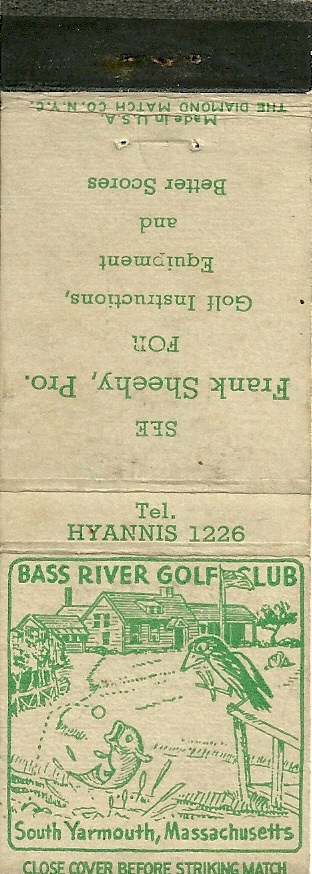 Tel.
HYANNIS 1226
BASS RIVER GOLF CLUB
South Yarmouth, Massachusetts
CLOSE COVER BEFORE STRIKING MATCH
SEE
Frank Sheehy, Pro.
FOR
Golf Instructions,
Equipment
and
Better Scores
Made in U.S.A.
THE DIAMOND MATCH CO. N.Y.C.